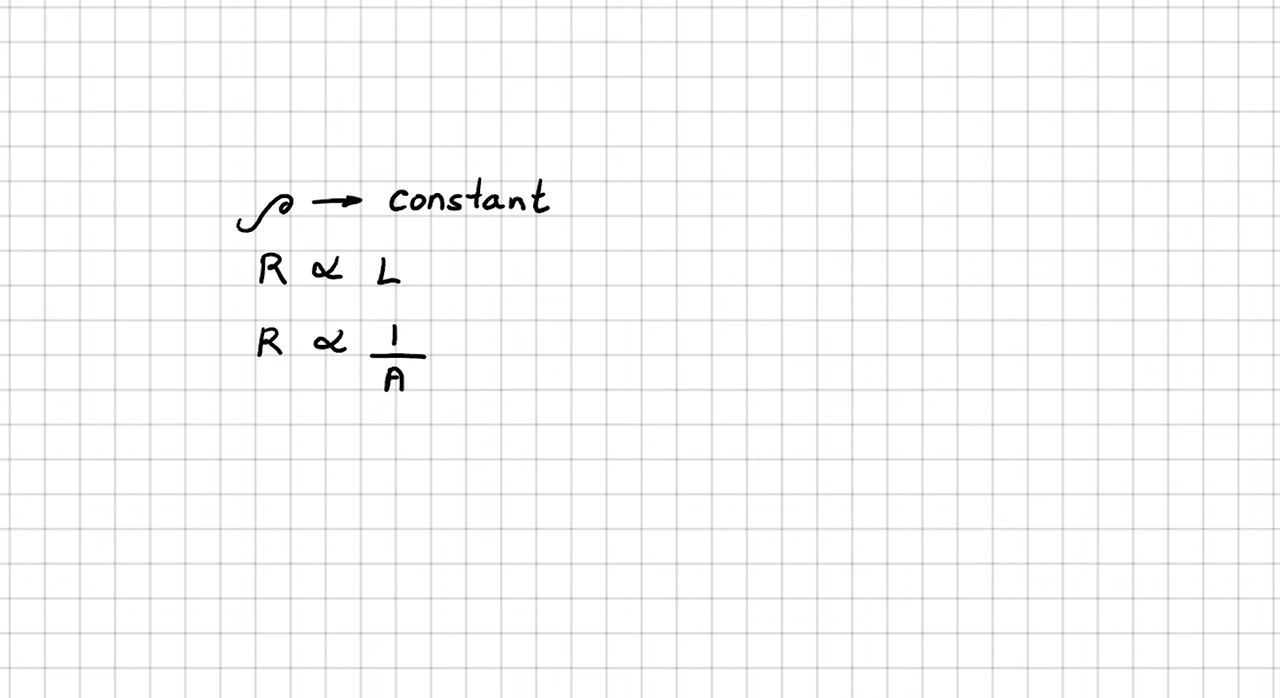 ρ → constant
R ∝ L
R ∝ 1/A